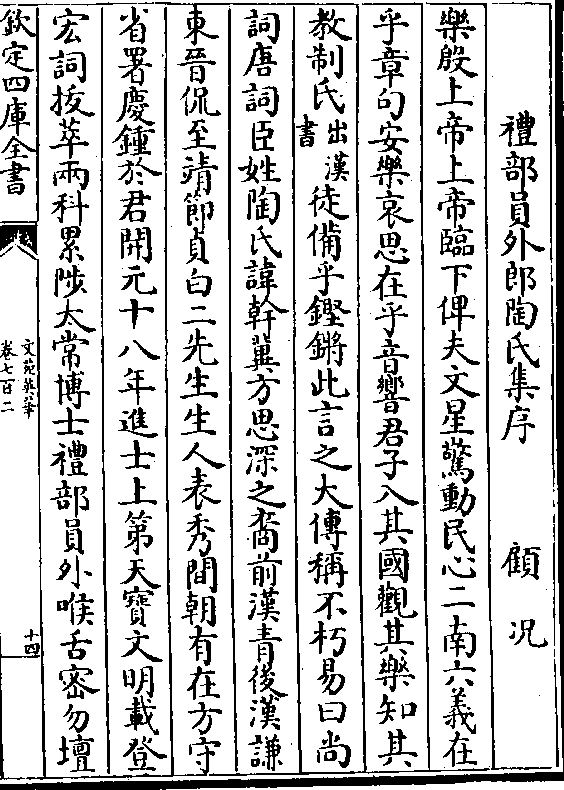 禮部員外郎陶氏集序 顧況
樂殷上帝上帝臨下俾夫文星驚動民心二南六義在
乎章句安樂哀思在乎音響君子入其國觀其樂知其
教制氏出漢書徒備乎鏗鏘此言之大傳稱不朽易曰尚
詞唐詞臣姓陶氏諱幹冀方思深之裔前漢青後漢謙
東晉侃至靖節貞白二先生生人表秀間朝有在方守
省署慶鍾於君開元十八年進士上第天寶文明載登
宏詞拔萃兩科累陟太常博士禮部員外喉舌密勿壇
欽定四庫全書
文苑英華
卷七百二
十四